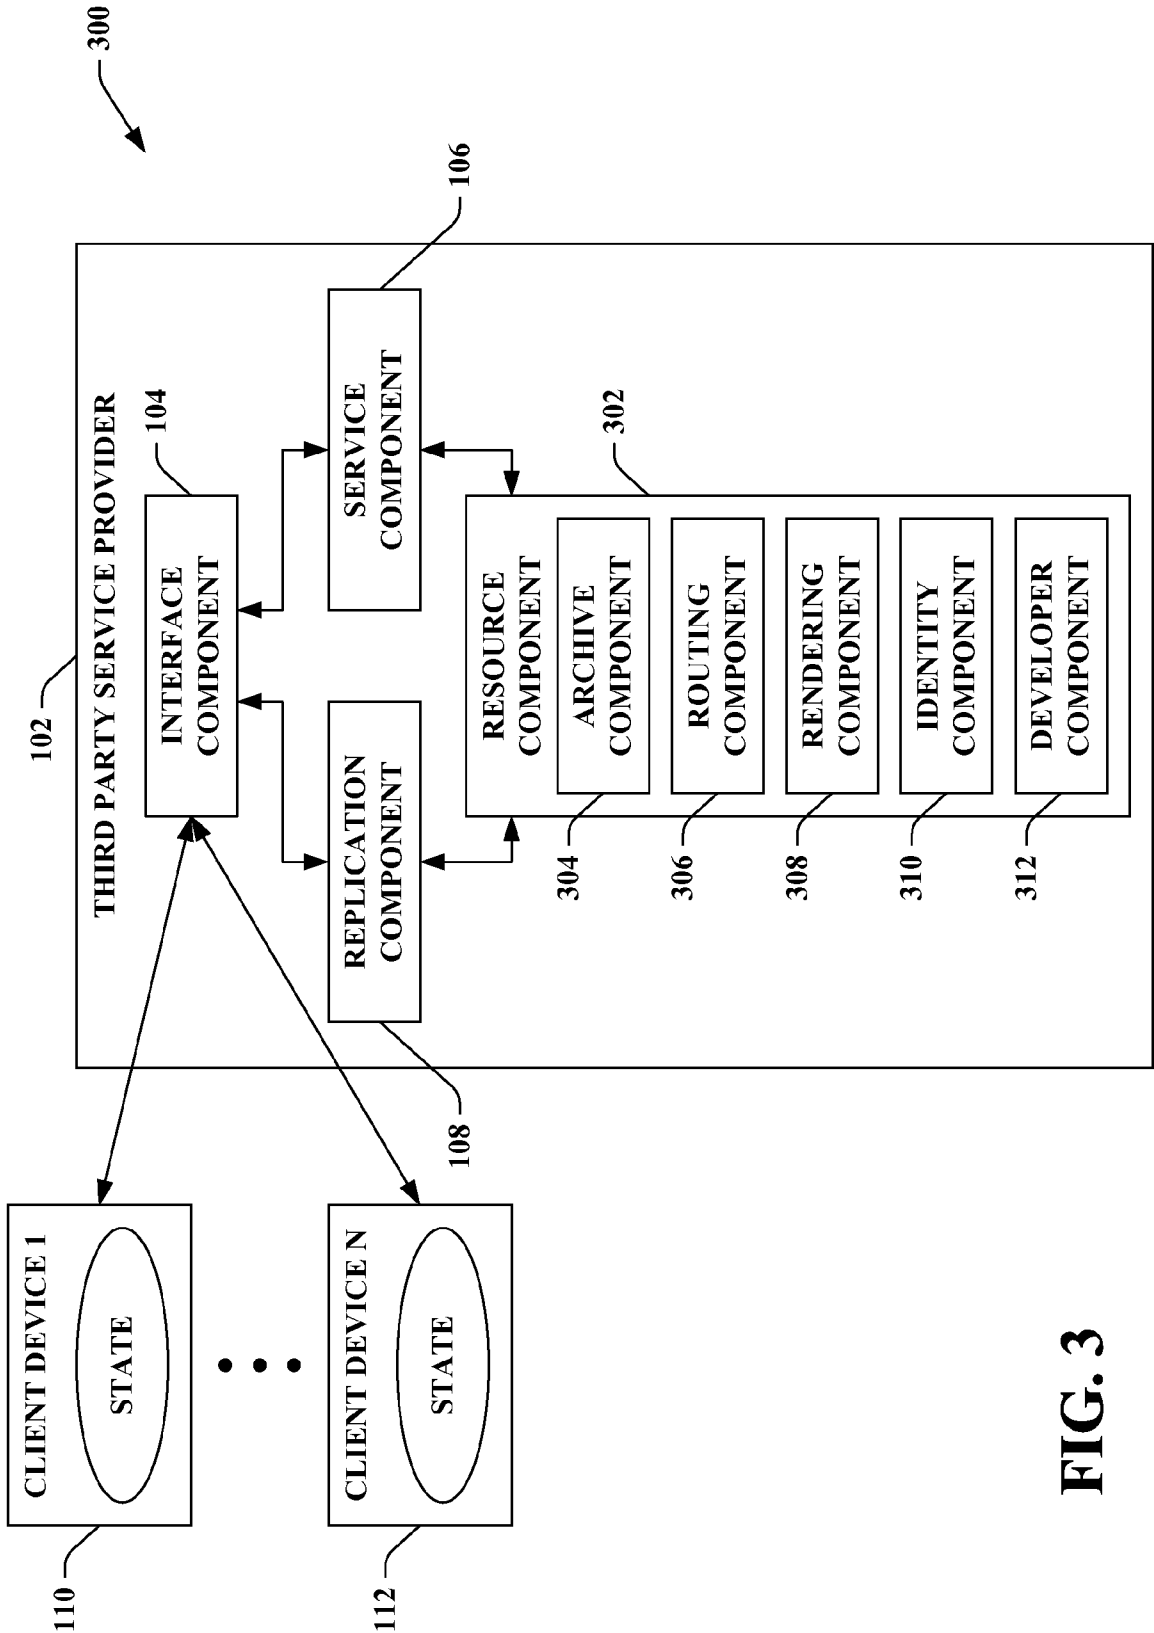 300
102
THIRD PARTY SERVICE PROVIDER
104
INTERFACE
COMPONENT
106
SERVICE
COMPONENT
108
REPLICATION
COMPONENT
302
RESOURCE
COMPONENT
304
ARCHIVE
COMPONENT
306
ROUTING
COMPONENT
308
RENDERING
COMPONENT
310
IDENTITY
COMPONENT
312
DEVELOPER
COMPONENT
110
CLIENT DEVICE 1
STATE
112
CLIENT DEVICE N
STATE
FIG. 3